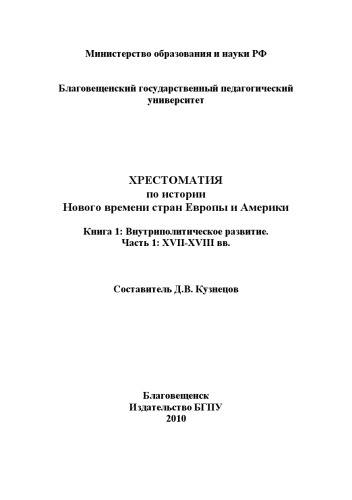 Министерство образования и науки РФ
Благовещенский государственный педагогический
университет
ХРЕСТОМАТИЯ
по истории
Нового времени стран Европы и Америки
Книга 1: Внутриполитическое развитие.
Часть 1: XVII-XVIII вв.
Составитель Д.В. Кузнецов
Благовещенск
Издательство БГПУ
2010